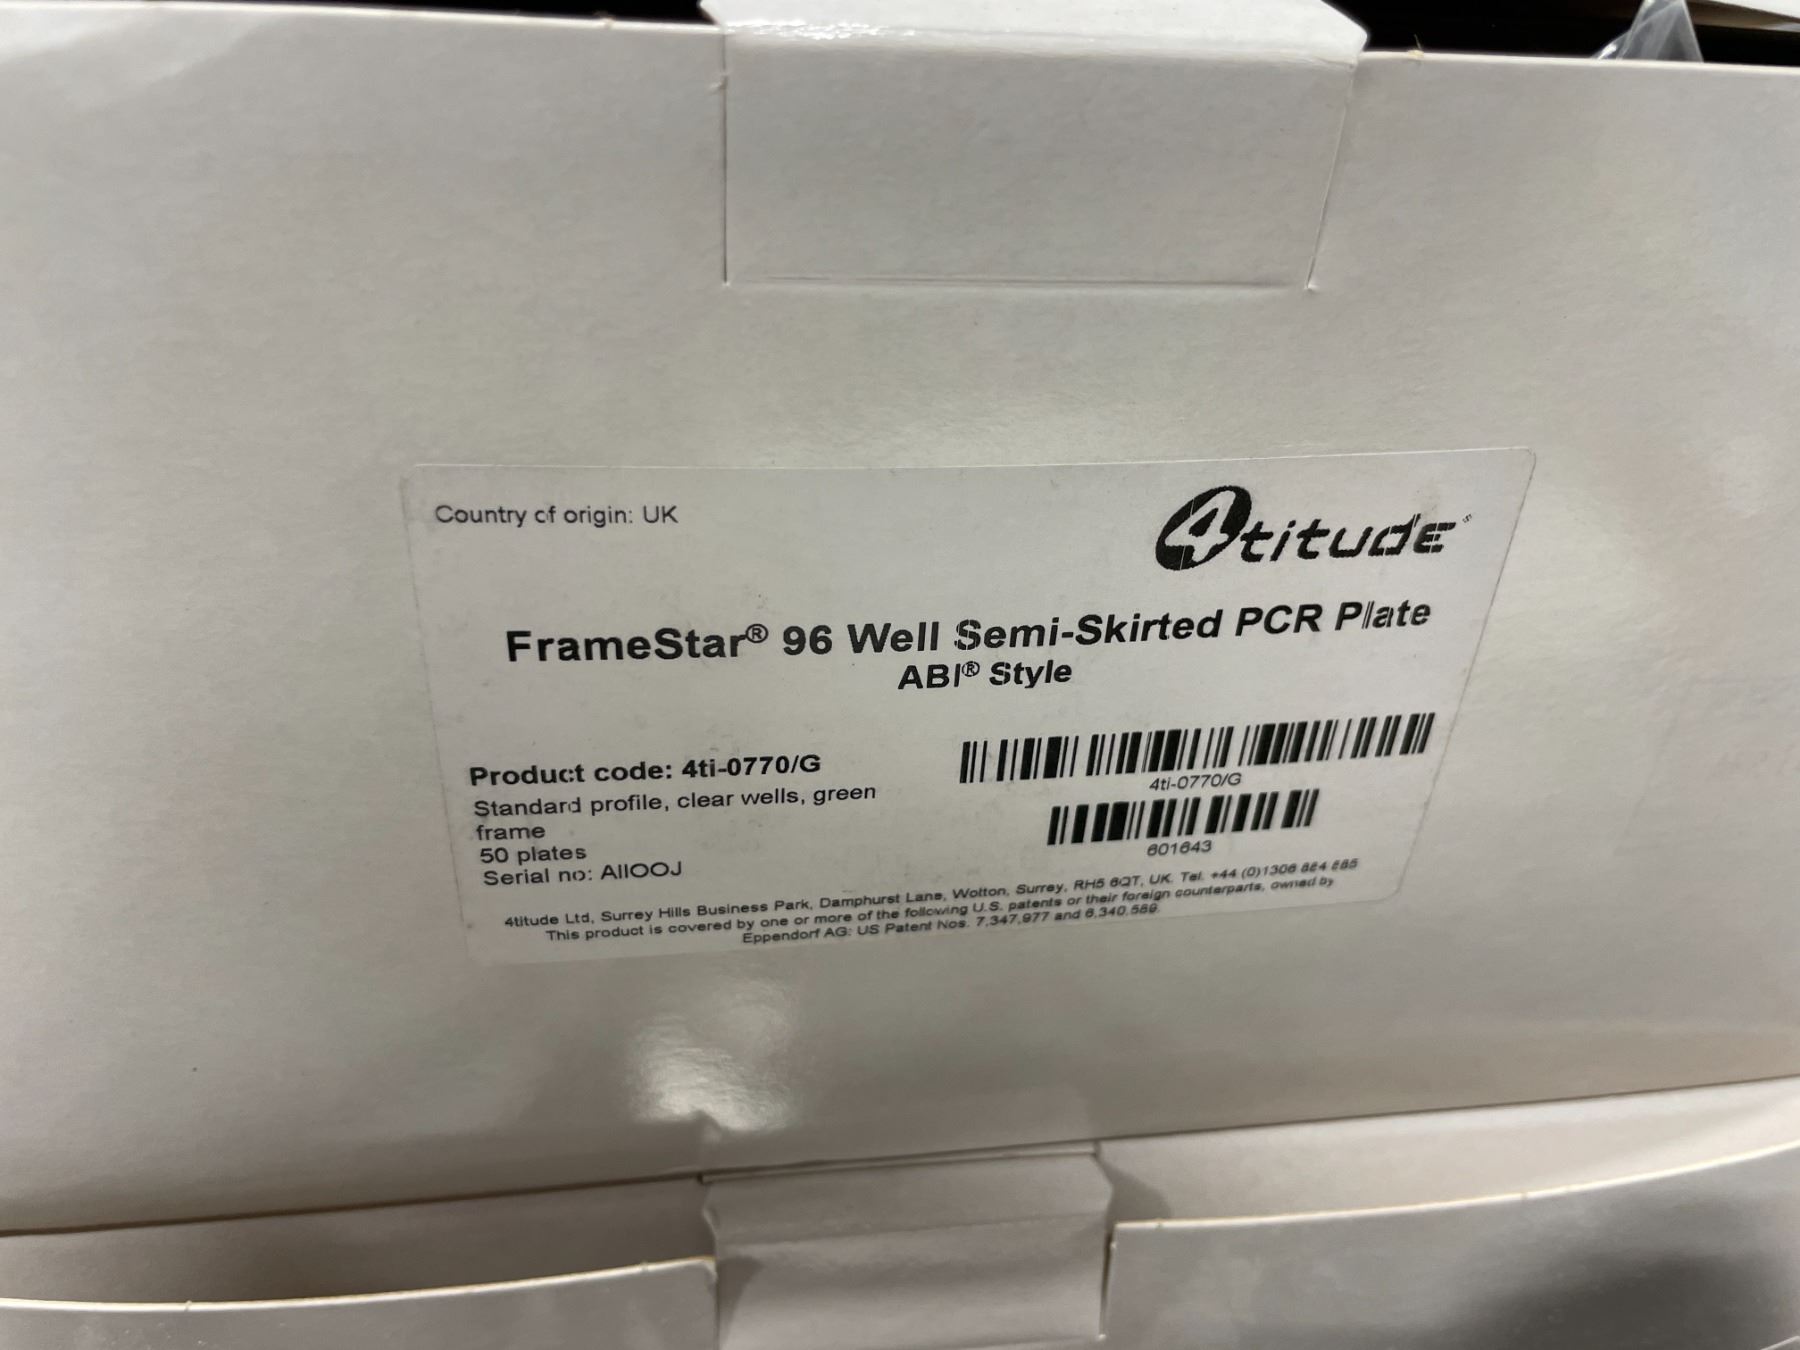 Country of origin: UK
4titude®
FrameStar® 96 Well Semi-Skirted PCR Plate
ABI® Style
Product code: 4ti-0770/G
Standard profile, clear wells, green
frame
50 plates
Serial no: AIIOOJ
4ti-0770/G
601643
4titude Ltd, Surrey Hills Business Park, Damphurst Lane, Wotton, Surrey, RH5 6QT, UK. Tel. +44 (0)1306 884 885
This product is covered by one or more of the following U.S. patents or their foreign counterparts, owned by
Eppendorf AG: US Patent Nos. 7,347,977 and 6,340,589.